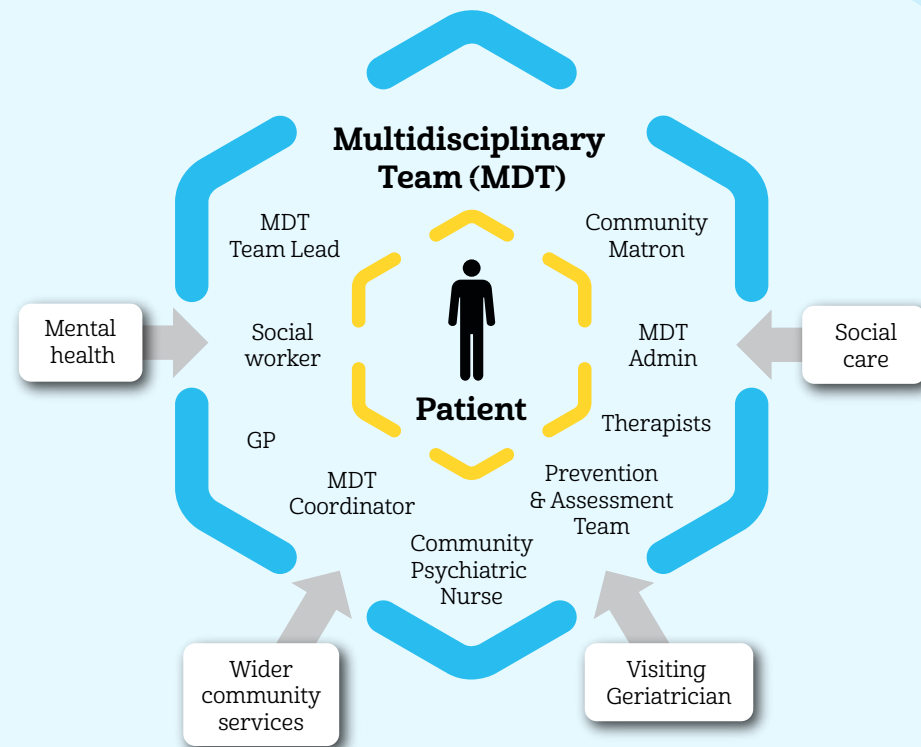 Multidisciplinary
Team (MDT)
MDT
Team Lead
Community
Matron
Mental
health
Social
worker
MDT
Admin
Social
care
Patient
GP
Therapists
MDT
Coordinator
Prevention
& Assessment
Team
Community
Psychiatric
Nurse
Wider
community
services
Visiting
Geriatrician